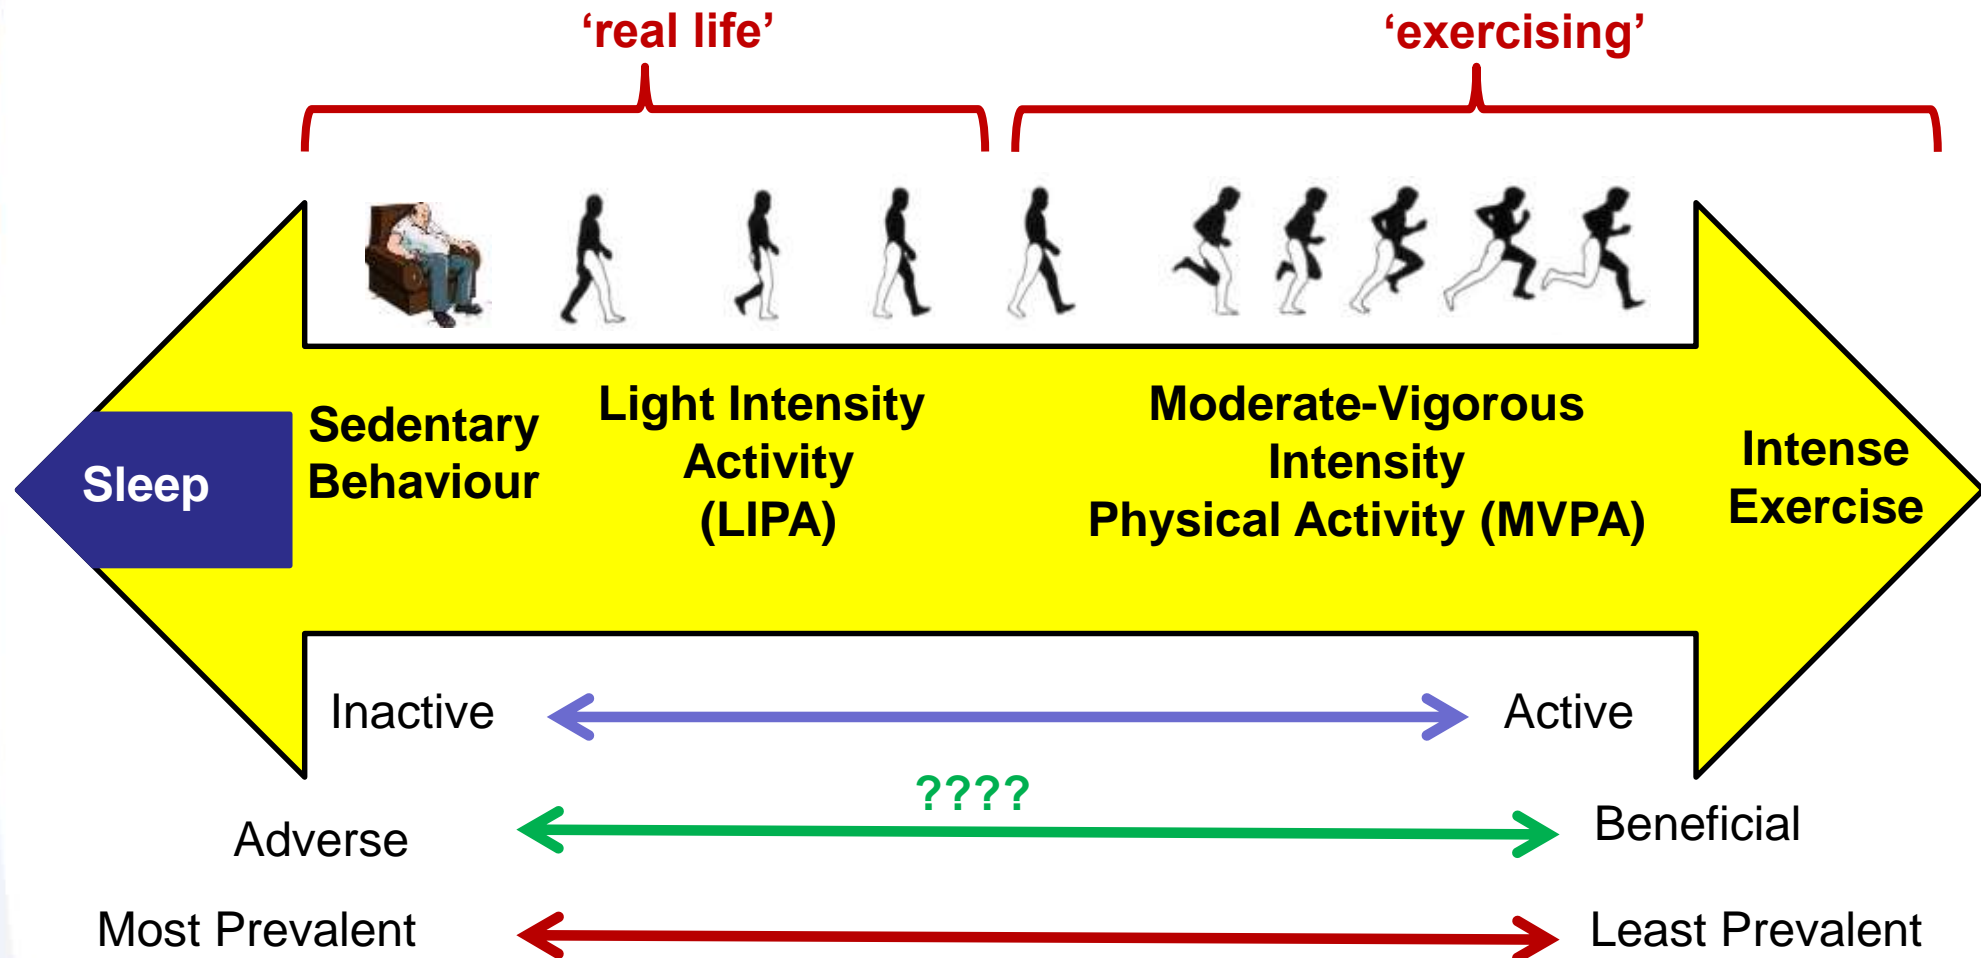 ‘real life’
‘exercising’
Sleep
Sedentary
Behaviour
Light Intensity
Activity
(LIPA)
Moderate-Vigorous
Intensity
Physical Activity (MVPA)
Intense
Exercise
Inactive
Active
????
Adverse
Beneficial
Most Prevalent
Least Prevalent